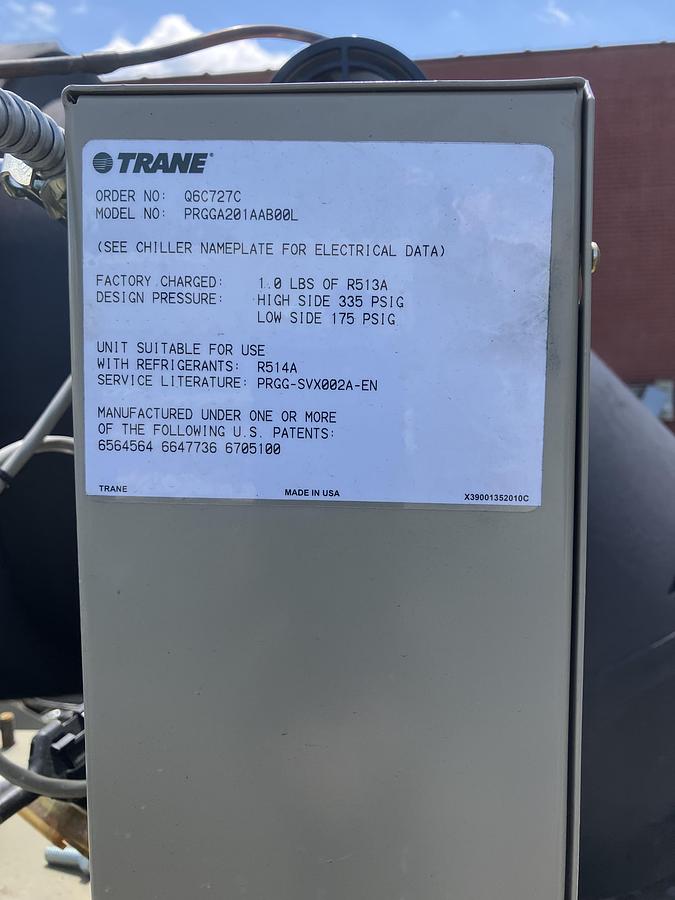 TRANE
ORDER NO: Q6C727C
MODEL NO: PRGGA201AAB00L
(SEE CHILLER NAMEPLATE FOR ELECTRICAL DATA)
FACTORY CHARGED: 1.0 LBS OF R513A
DESIGN PRESSURE: HIGH SIDE 335 PSIG
LOW SIDE 175 PSIG
UNIT SUITABLE FOR USE
WITH REFRIGERANTS: R514A
SERVICE LITERATURE: PRGG-SVX002A-EN
MANUFACTURED UNDER ONE OR MORE
OF THE FOLLOWING U.S. PATENTS:
6564564 6647736 6705100
TRANE MADE IN USA X39001352010C